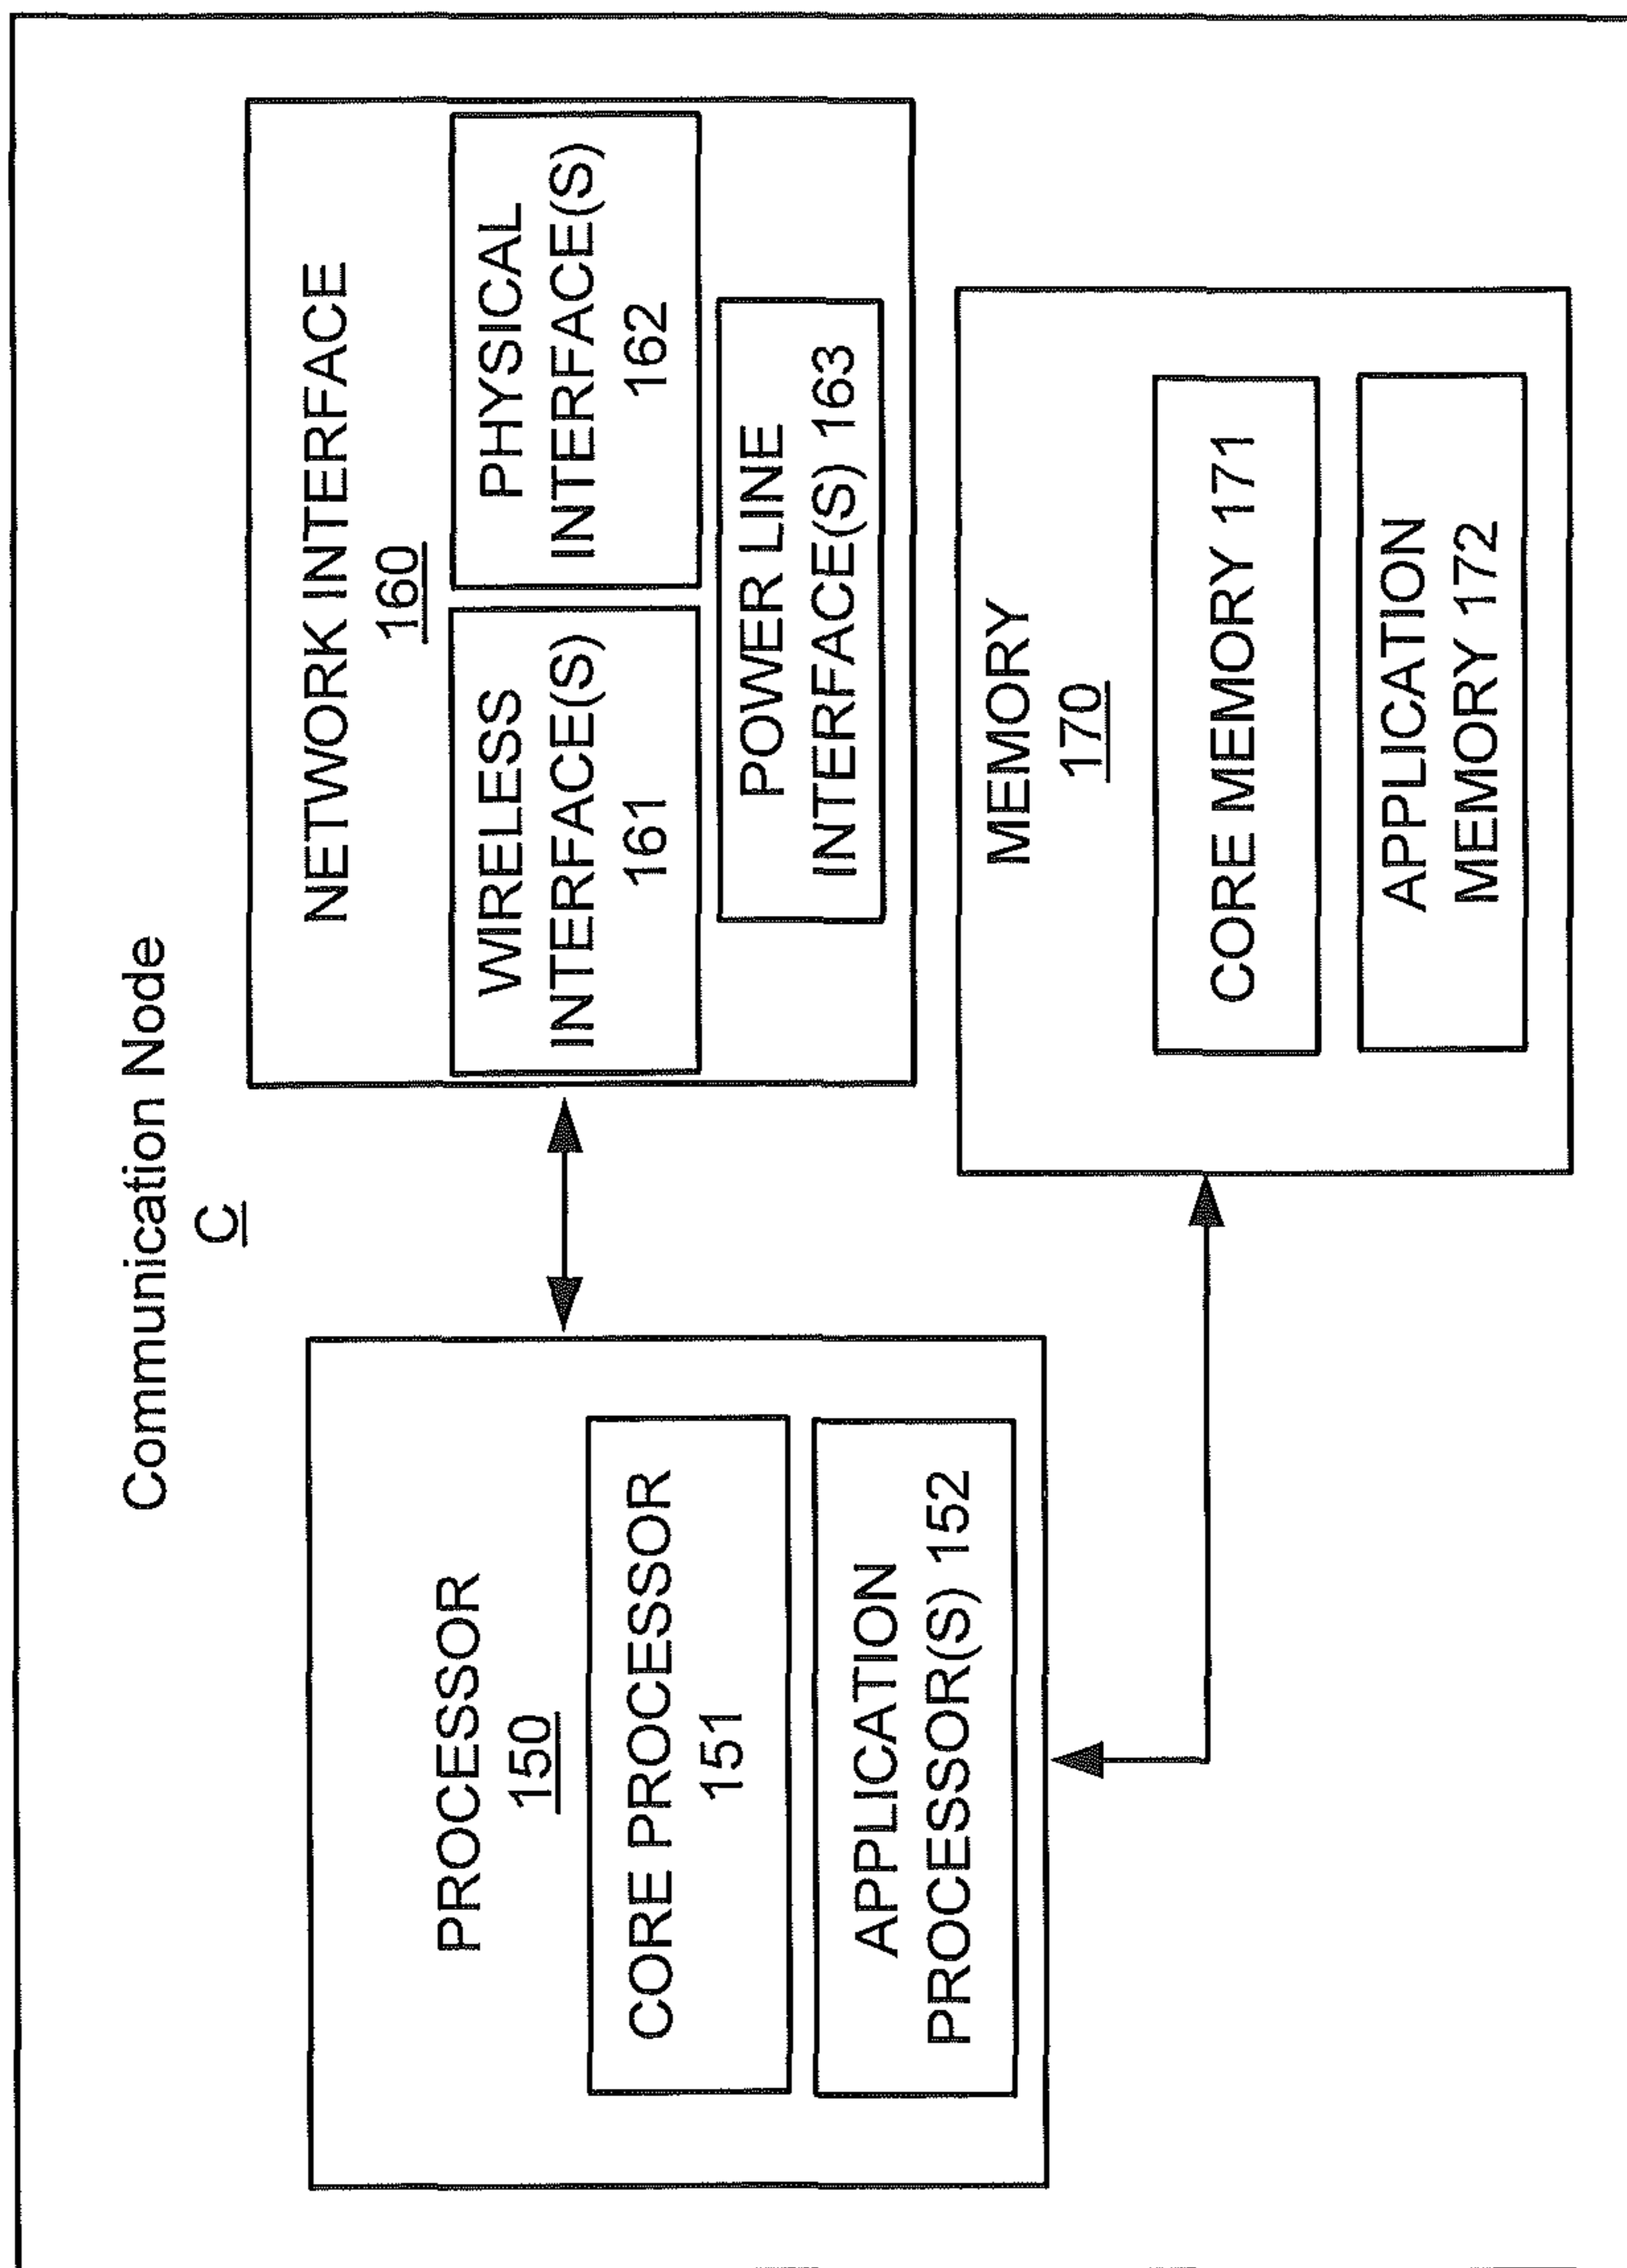 Communication Node
C
PROCESSOR
150
CORE PROCESSOR
151
APPLICATION
PROCESSOR(S) 152
NETWORK INTERFACE
160
WIRELESS
INTERFACE(S)
161
PHYSICAL
INTERFACE(S)
162
POWER LINE
INTERFACE(S) 163
MEMORY
170
CORE MEMORY 171
APPLICATION
MEMORY 172